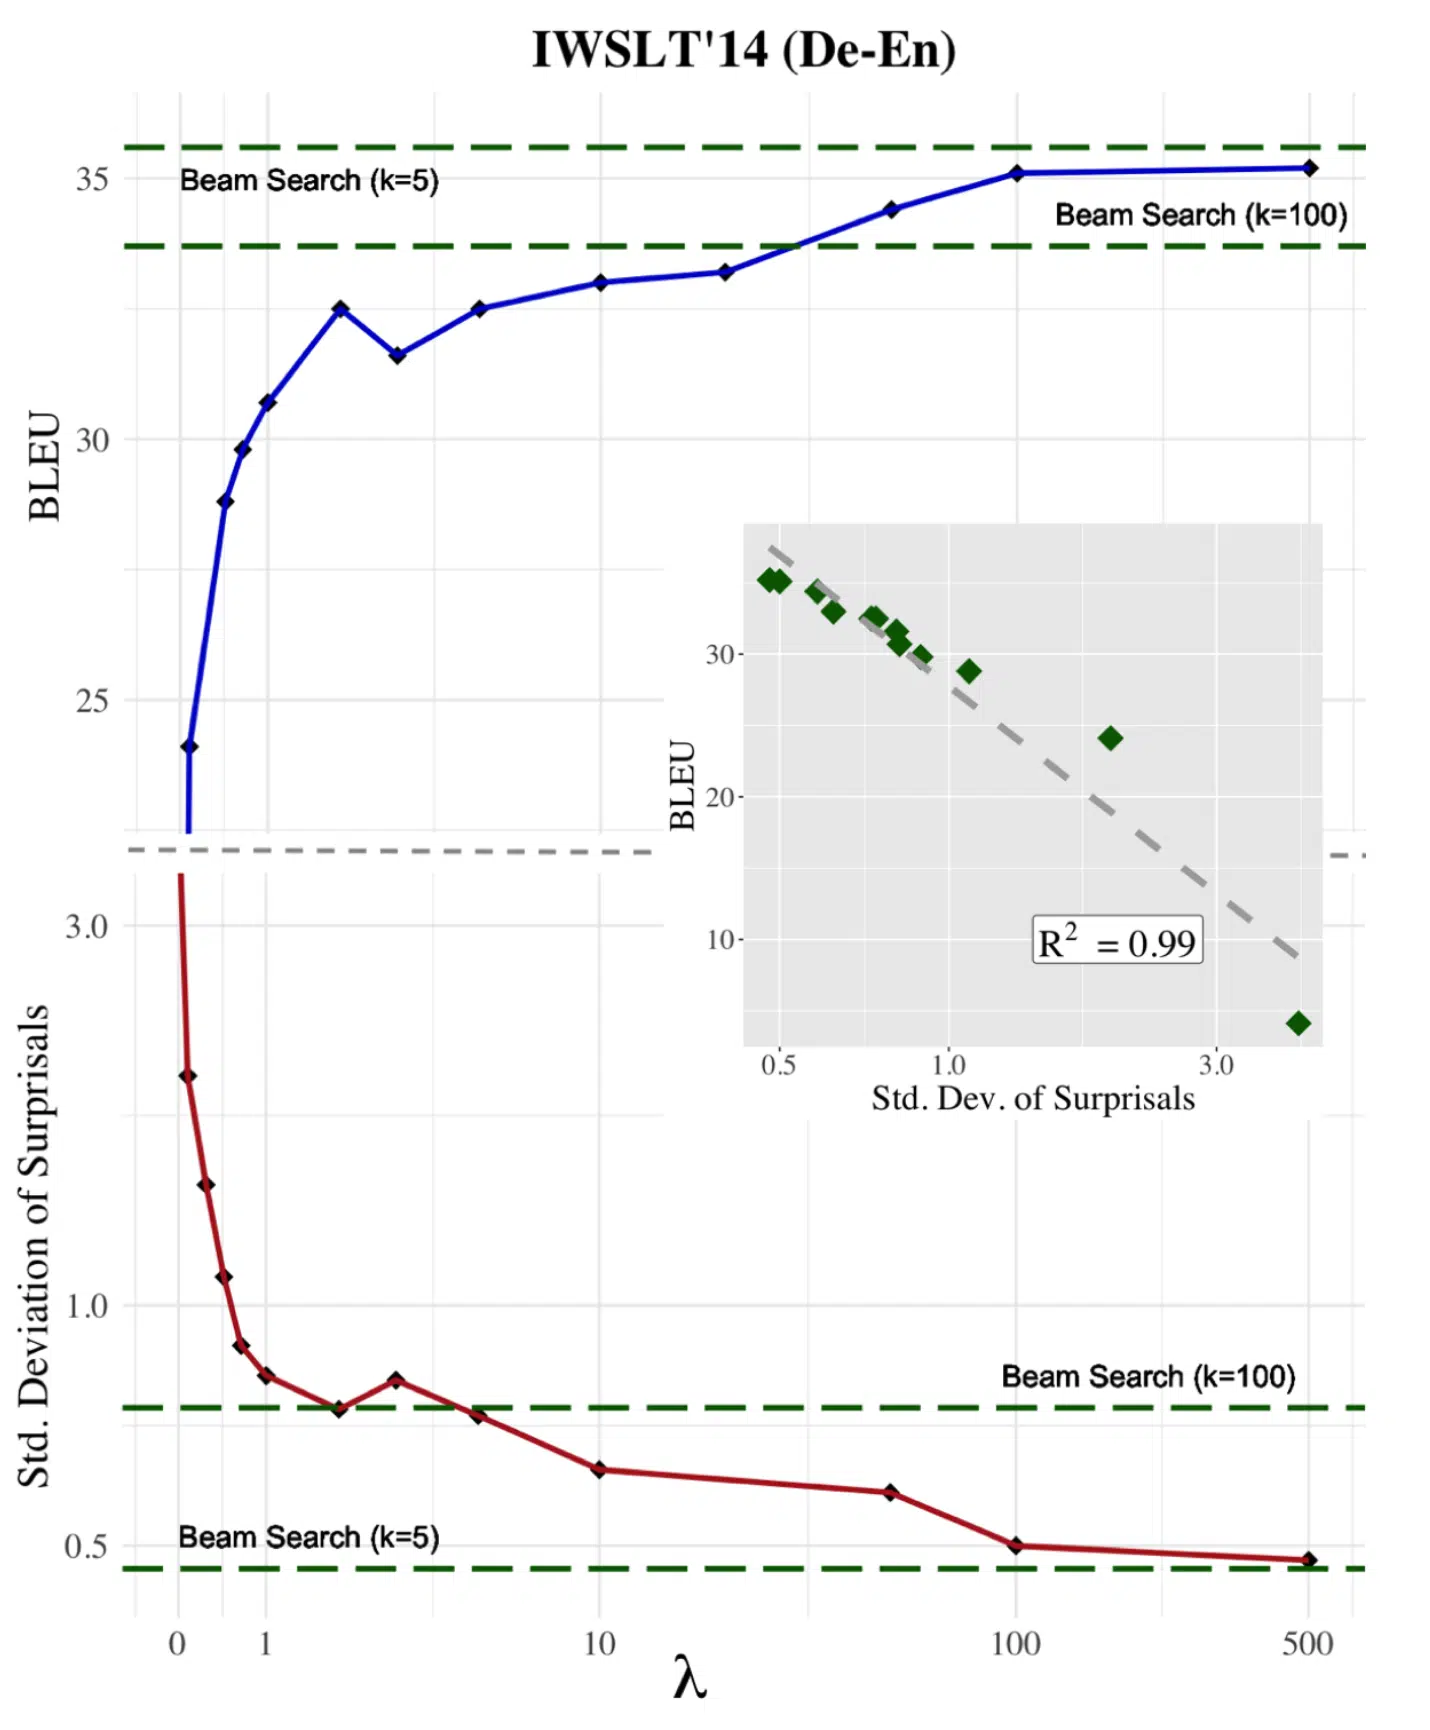 IWSLT'14 (De-En)
35
Beam Search (k=5)
Beam Search (k=100)
30
25
BLEU
30
20
10
BLEU
R² = 0.99
0.5 1.0 3.0
Std. Dev. of Surprisals
3.0
1.0
0.5
Std. Deviation of Surprisals
Beam Search (k=100)
Beam Search (k=5)
0 1 10 100 500
λ